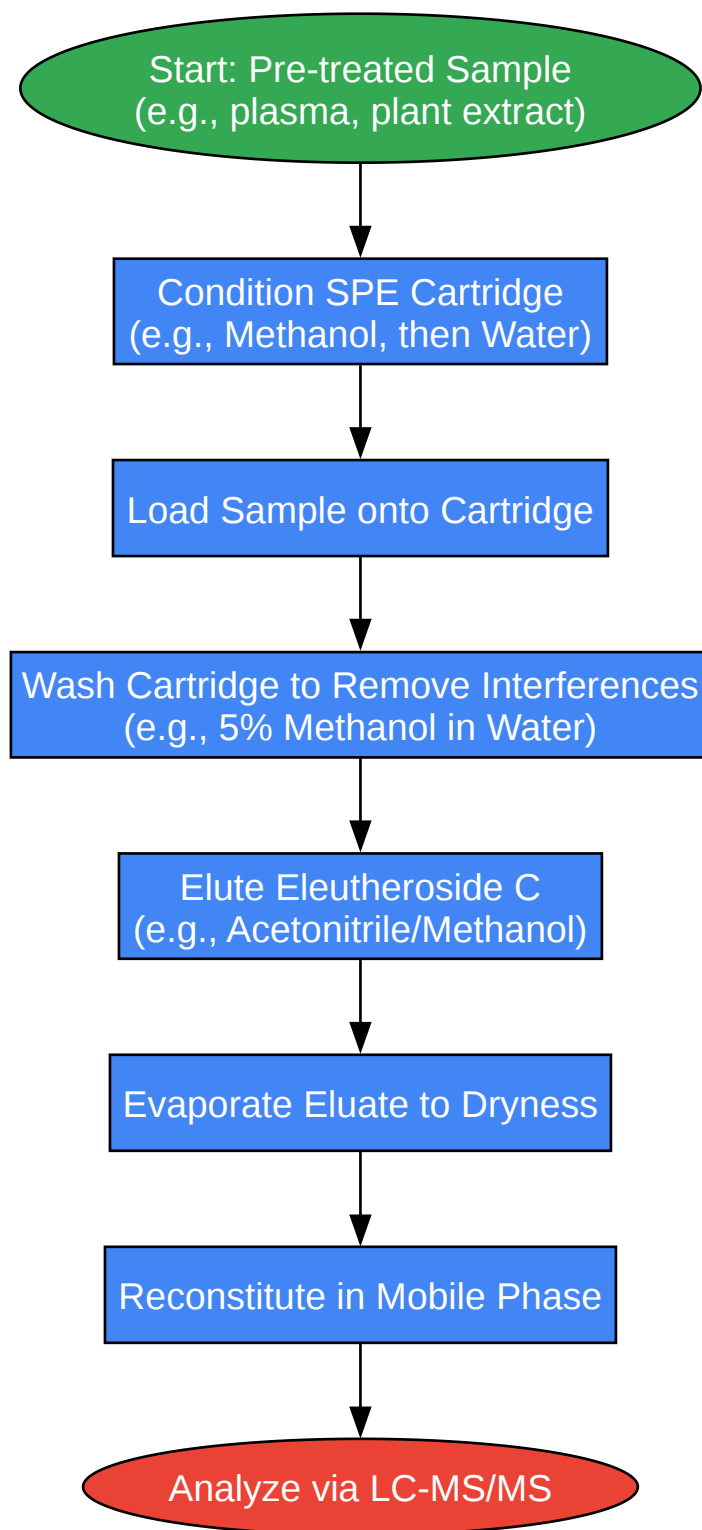 Start: Pre-treated Sample
(e.g., plasma, plant extract)
Condition SPE Cartridge
(e.g., Methanol, then Water)
Load Sample onto Cartridge
Wash Cartridge to Remove Interferences
(e.g., 5% Methanol in Water)
Elute Eleutheroside C
(e.g., Acetonitrile/Methanol)
Evaporate Eluate to Dryness
Reconstitute in Mobile Phase
Analyze via LC-MS/MS